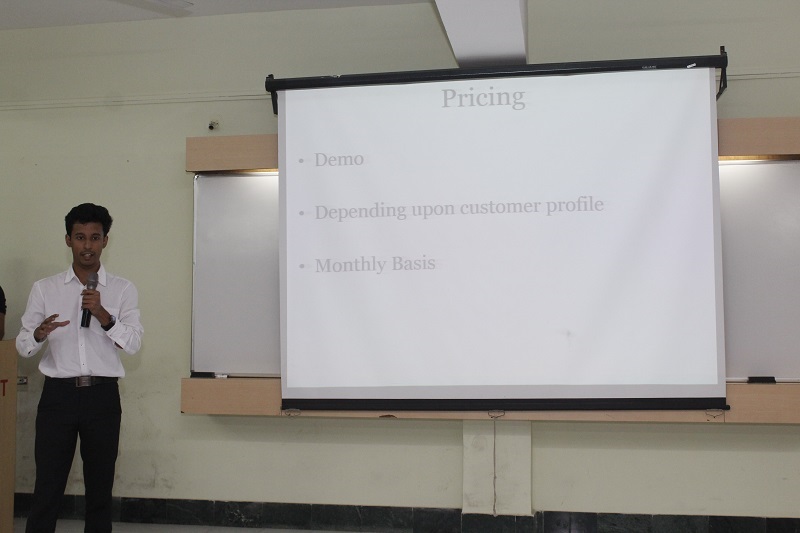 Pricing
• Demo
• Depending upon customer profile
• Monthly Basis
T